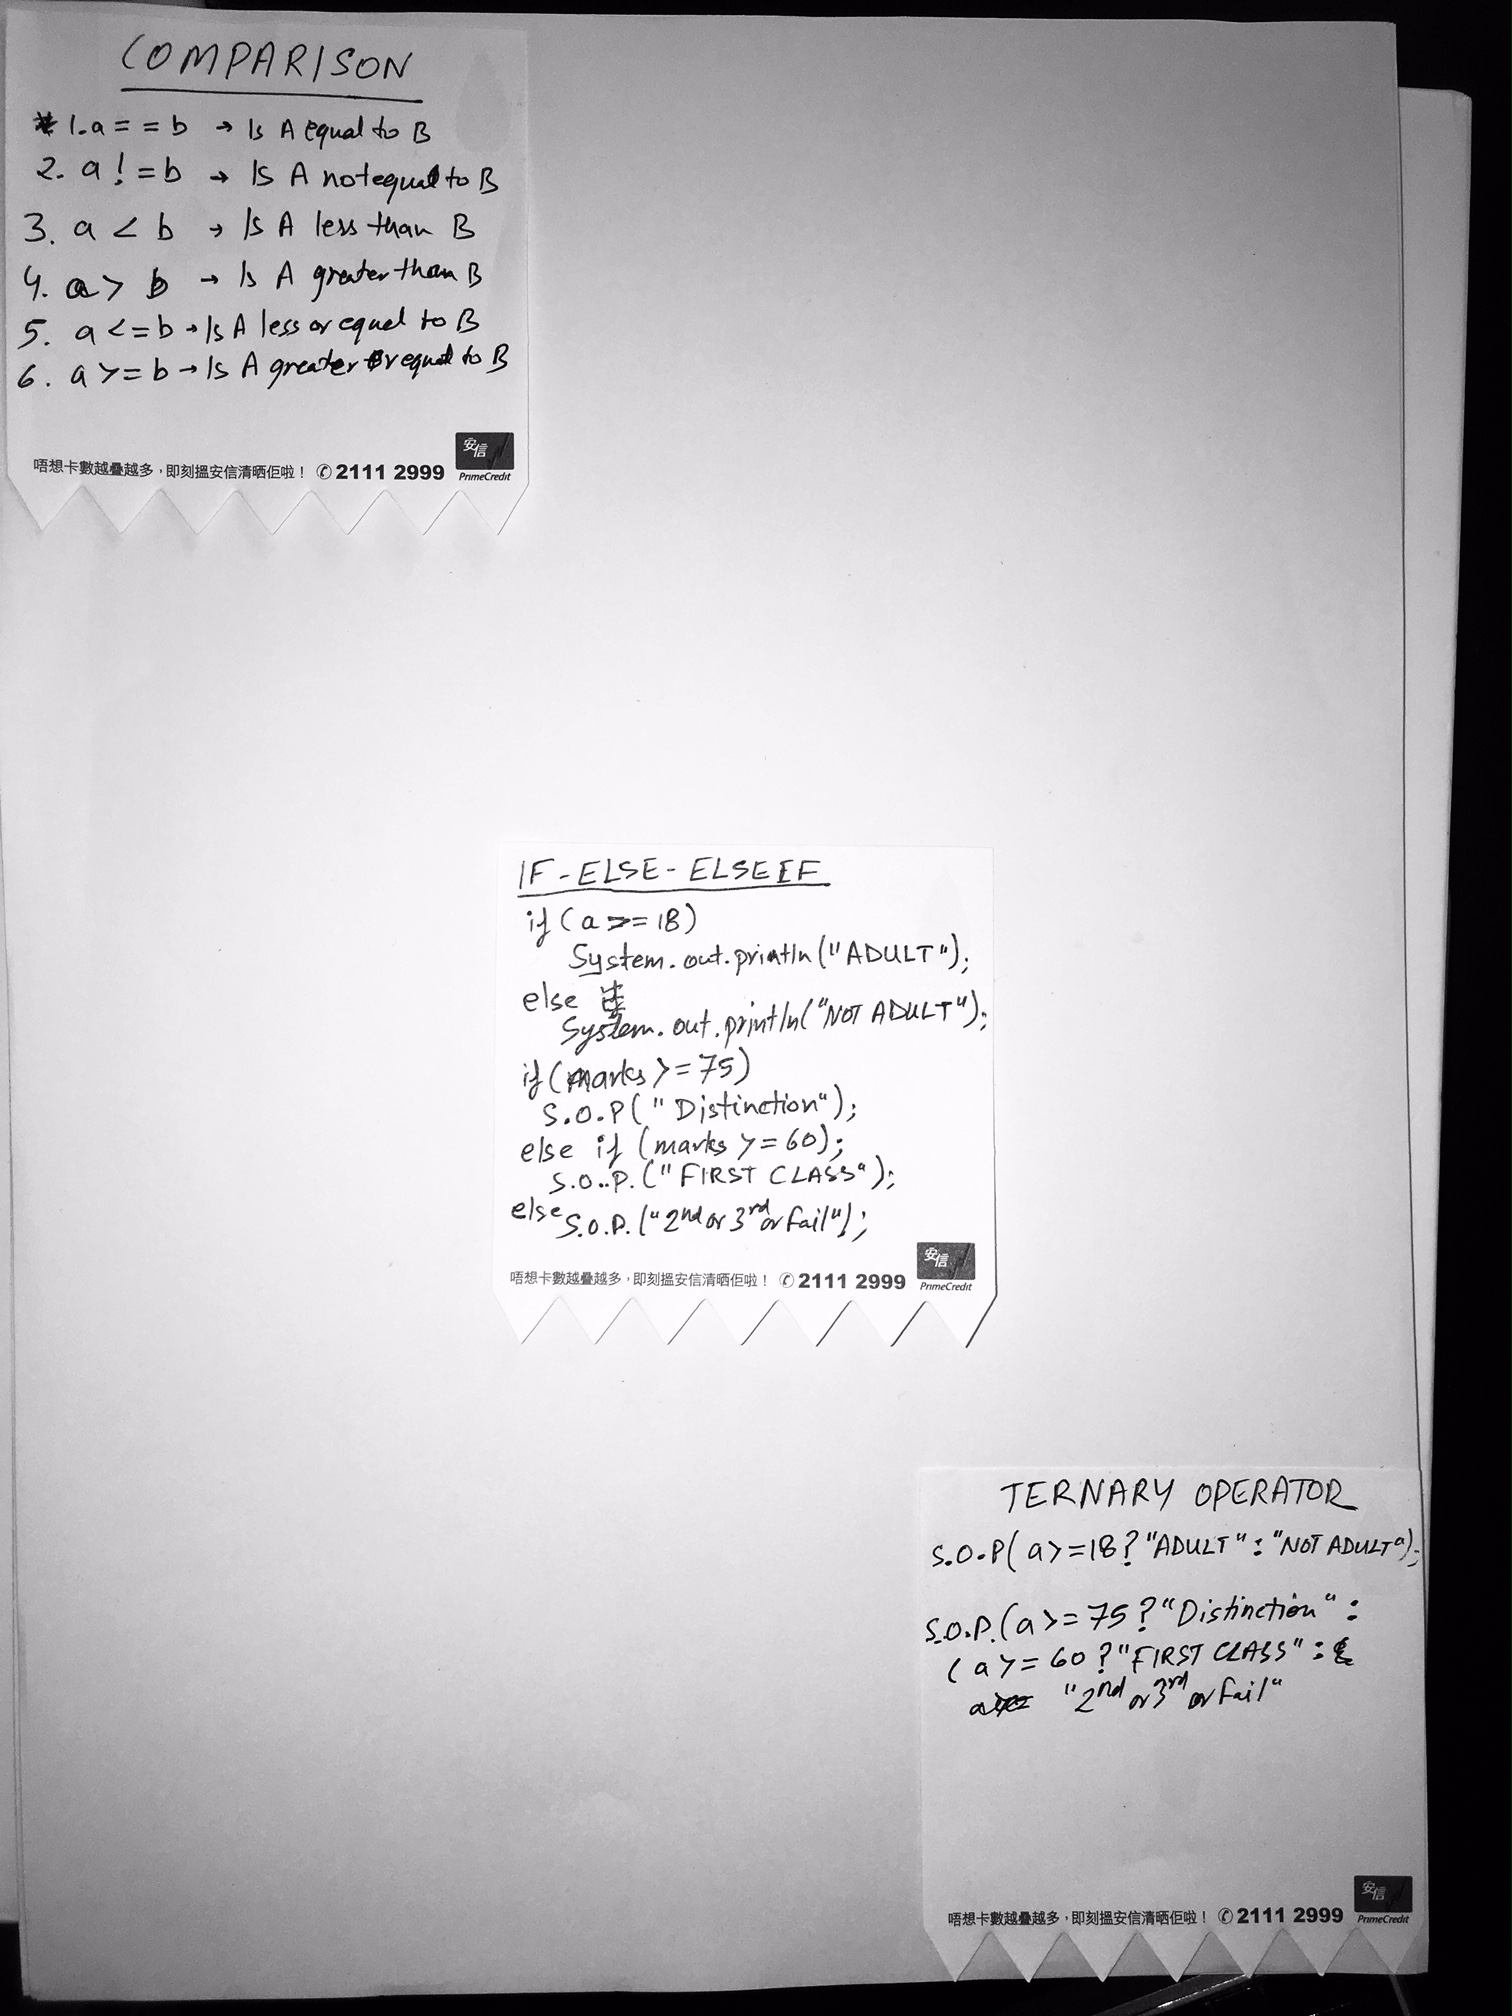 COMPARISON
* 1. a = = b → Is A equal to B
2. a ! = b → Is A not equal to B
3. a < b → Is A less than B
4. a > b → Is A greater than B
5. a <= b → Is A less or equal to B
6. a >= b → Is A greater or equal to B
唔想卡數越疊越多，即刻搵安信清晒佢啦！ ✆ 2111 2999
安信
PrimeCredit
IF - ELSE - ELSE IF
if ( a >= 18)
System.out.println("ADULT");
else
System.out.println("NOT ADULT");
if (marks >= 75)
S.O.P(" Distinction");
else if (marks >= 60);
S.O..P.("FIRST CLASS");
else S.O.P.("2nd or 3rd or fail");
唔想卡數越疊越多，即刻搵安信清晒佢啦！ ✆ 2111 2999
安信
PrimeCredit
TERNARY OPERATOR
S.O.P( a>=18? "ADULT" : "NOT ADULT");
S.O.P.(a >= 75 ? "Distinction" :
( a >= 60 ? "FIRST CLASS" :
"2nd or 3rd or fail"
唔想卡數越疊越多，即刻搵安信清晒佢啦！ ✆ 2111 2999
安信
PrimeCredit